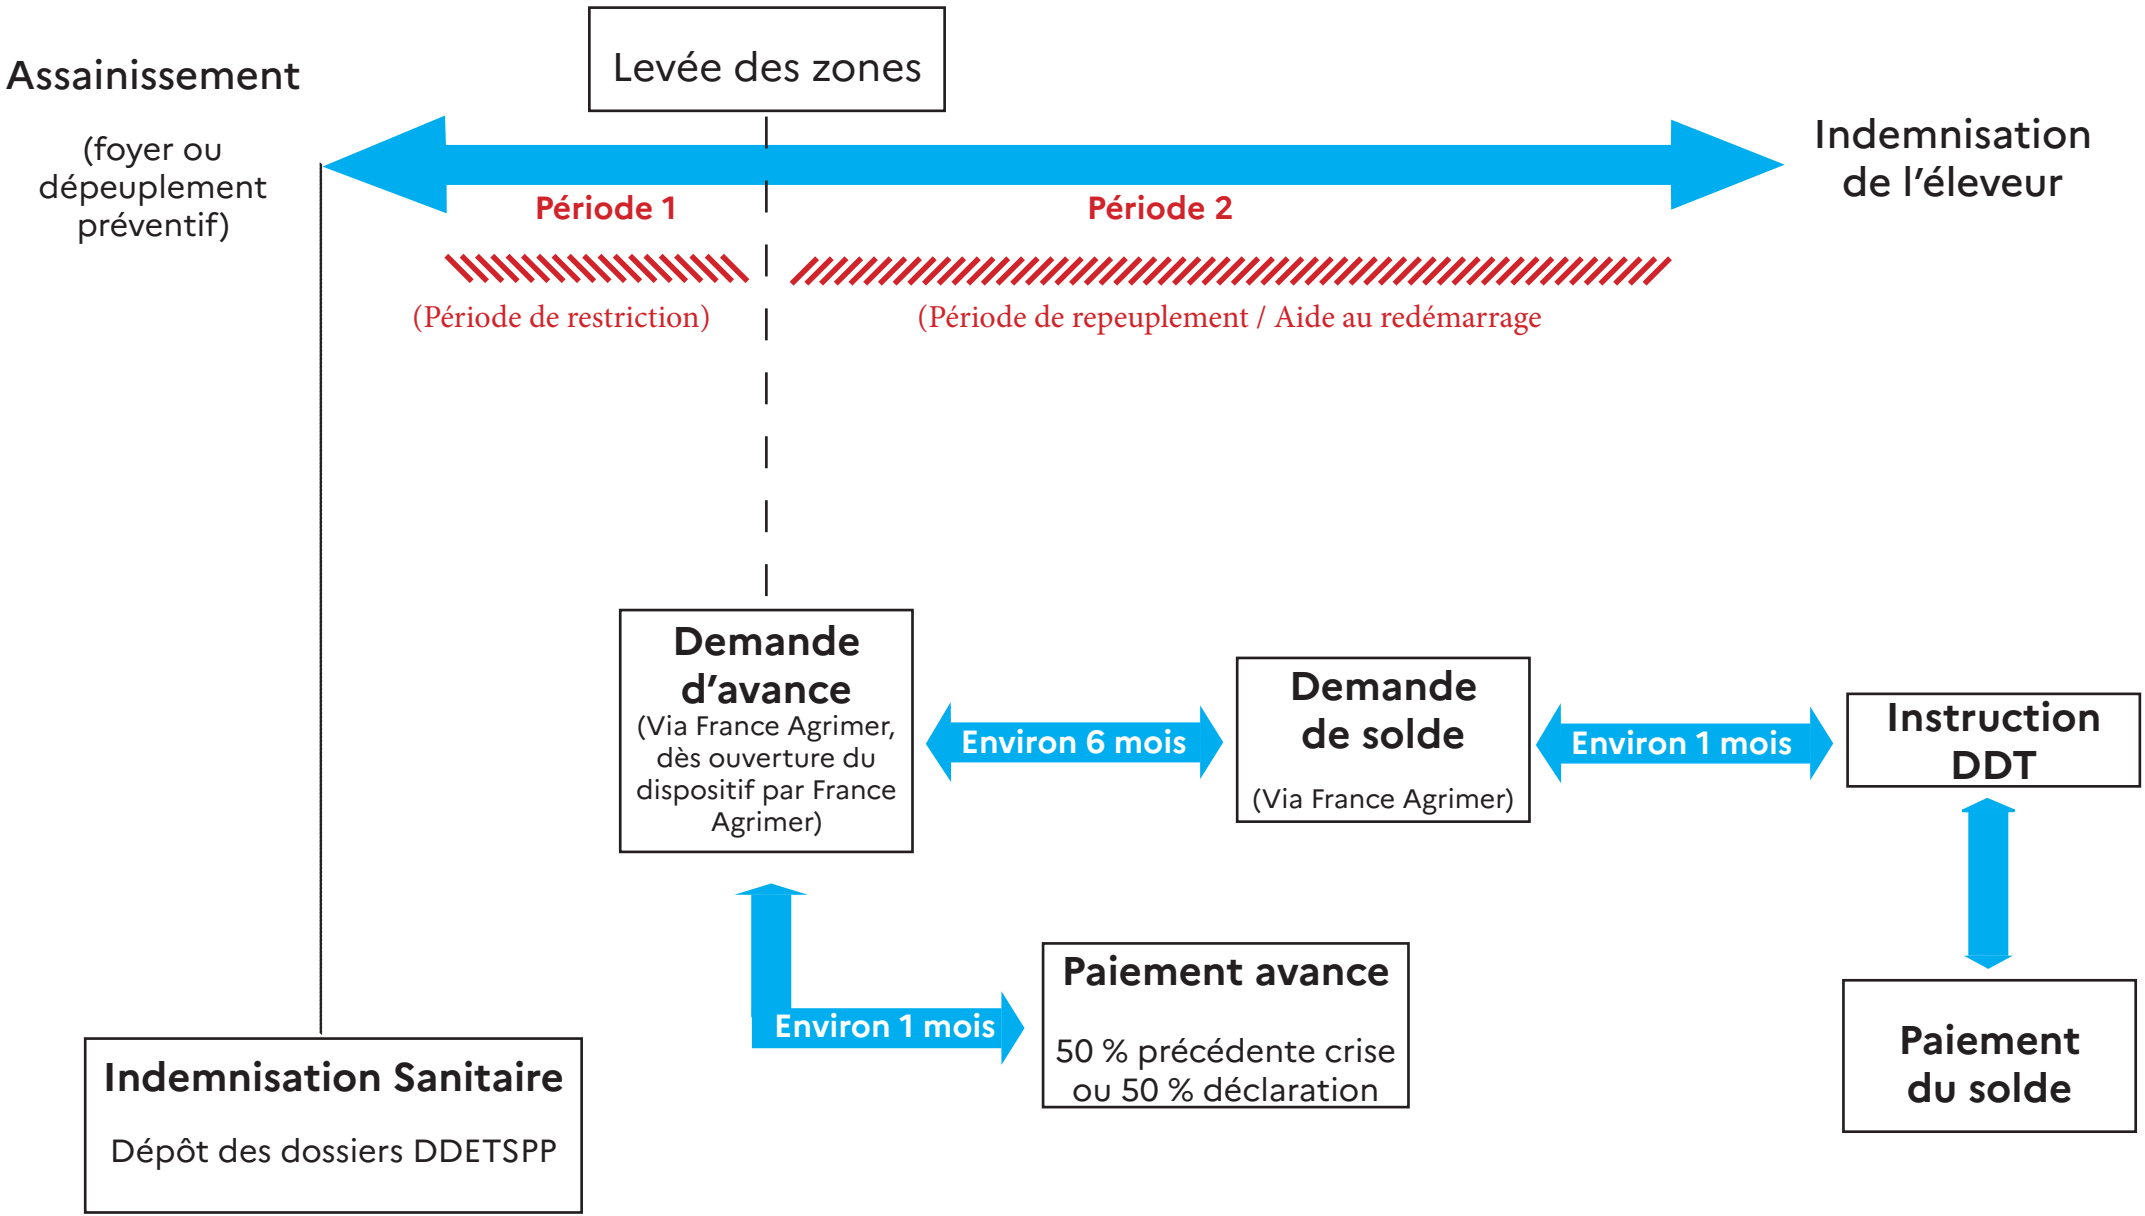 Levée des zones
Assainissement
(foyer ou
dépeuplement
préventif)
Indemnisation
de l’éleveur
Période 1
Période 2
(Période de restriction)
(Période de repeuplement / Aide au redémarrage
Demande
d’avance
(Via France Agrimer,
dès ouverture du
dispositif par France
Agrimer)
Environ 6 mois
Demande
de solde
(Via France Agrimer)
Environ 1 mois
Instruction
DDT
Environ 1 mois
Paiement avance
50 % précédente crise
ou 50 % déclaration
Paiement
du solde
Indemnisation Sanitaire
Dépôt des dossiers DDETSPP